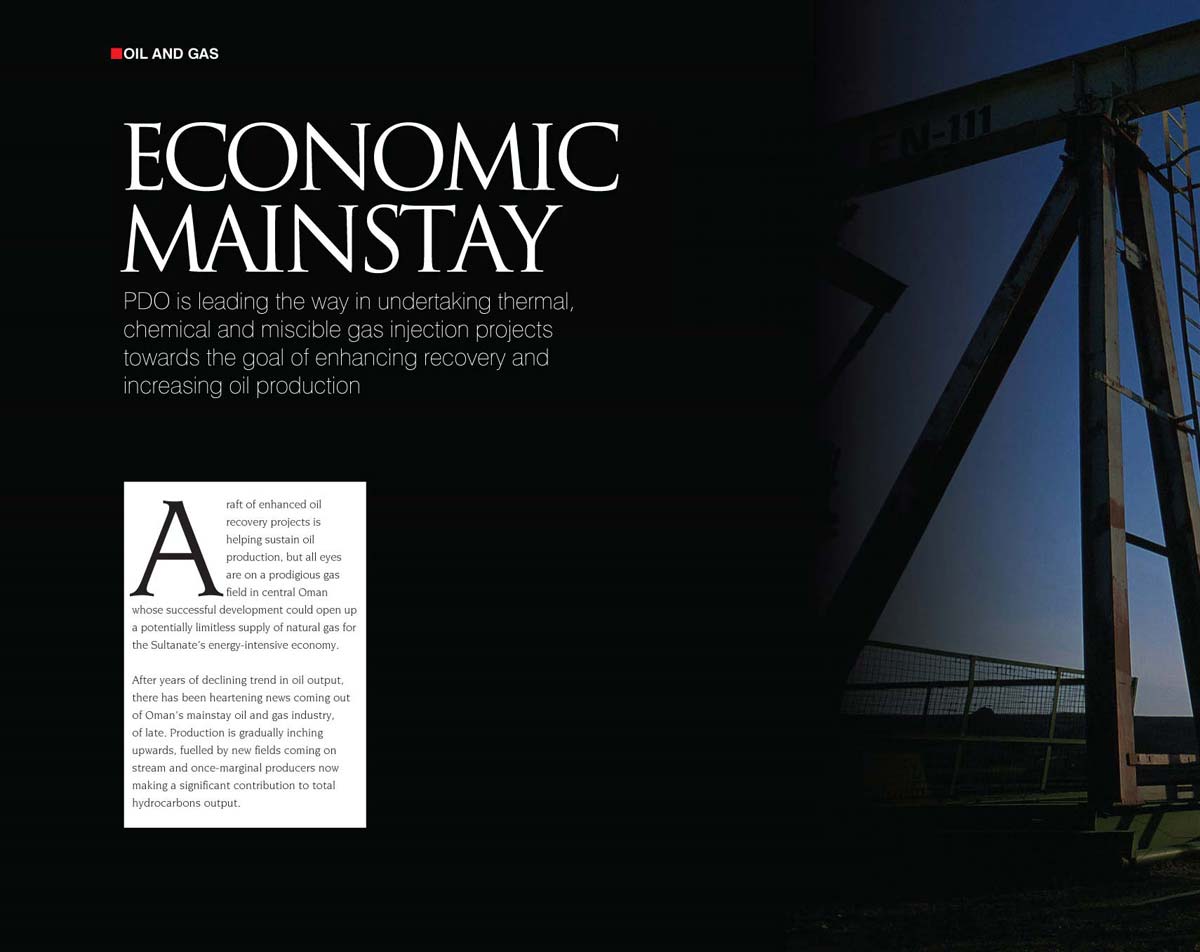 OIL AND GAS
ECONOMIC
MAINSTAY
PDO is leading the way in undertaking thermal,
chemical and miscible gas injection projects
towards the goal of enhancing recovery and
increasing oil production
EN-111
A raft of enhanced oil
recovery projects is
helping sustain oil
production, but all eyes
are on a prodigious gas
field in central Oman
whose successful development could open up
a potentially limitless supply of natural gas for
the Sultanate's energy-intensive economy.
After years of declining trend in oil output,
there has been heartening news coming out
of Oman's mainstay oil and gas industry,
of late. Production is gradually inching
upwards, fuelled by new fields coming on
stream and once-marginal producers now
making a significant contribution to total
hydrocarbons output.